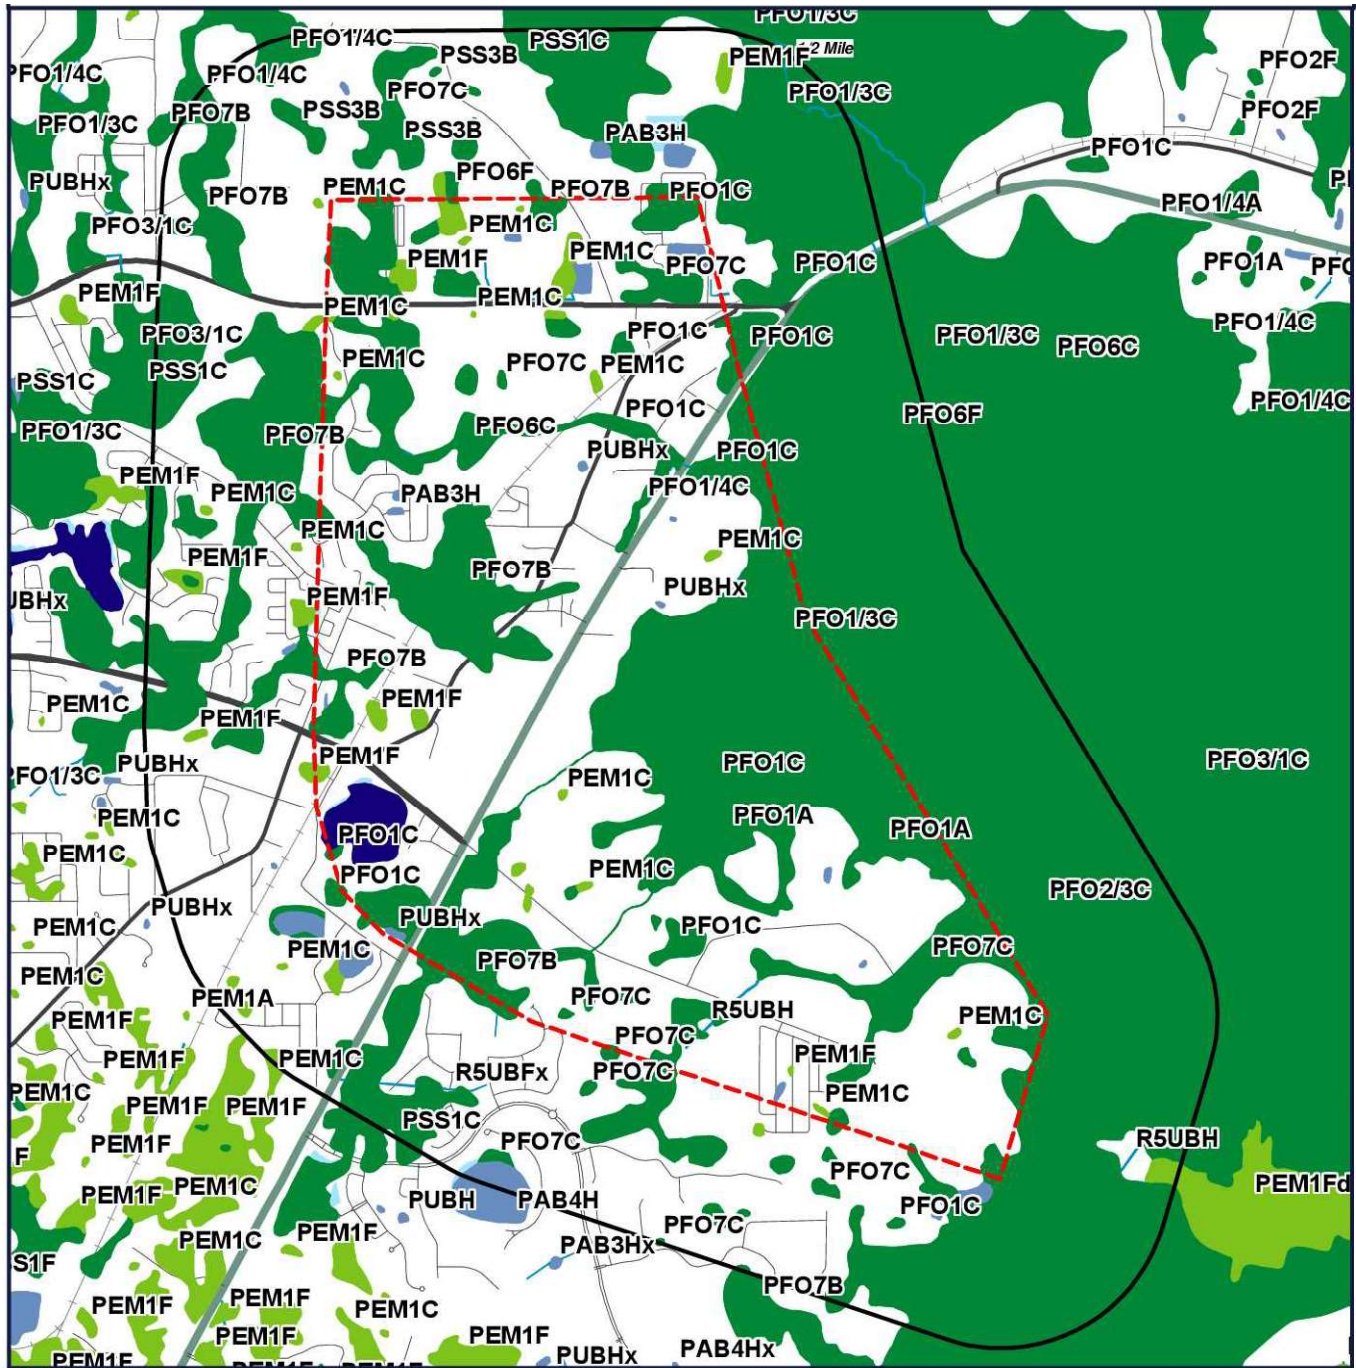 PFO1/3C
PFO1/4C
PSS1C
1/2 Mile
PSS3B
PEM1F
PFO2F
PFO1/4C
PFO1/4C
PFO7C
PFO1/3C
PFO7B
PSS3B
PFO2F
PFO1/3C
PSS3B
PAB3H
PFO1C
PFO6F
PUBHx
PEM1C
PFO7B
PFO1C
PFO7B
PFO1/4A
PFO3/1C
PEM1C
PEM1F
PEM1C
PFO7C
PFO1C
PFO1A
PEM1F
PEM1C
PEM1C
PFO1/4C
PFO3/1C
PFO1C
PFO1C
PFO1/3C
PFO6C
PEM1C
PFO7C
PEM1C
PSS1C
PSS1C
PFO1/4C
PFO1C
PFO6F
PFO1/3C
PFO7B
PFO6C
PUBHx
PFO1C
PEM1F
PEM1C
PAB3H
PFO1/4C
PEM1C
PEM1C
PEM1F
PFO7B
PUBHx
UBHx
PEM1F
PFO1/3C
PFO7B
PEM1C
PEM1F
PEM1F
PEM1F
PUBHx
PFO1/3C
PEM1C
PFO1C
PFO3/1C
PEM1C
PFO1A
PFO1A
PFO1C
PEM1C
PFO1C
PEM1C
PFO2/3C
PUBHx
PUBHx
PEM1C
PFO1C
PEM1C
PFO7C
PFO7B
PEM1C
PEM1A
PFO7C
R5UBH
PEM1C
PEM1F
PFO7C
PEM1F
PEM1C
PFO7C
PEM1F
R5UBFx
PEM1C
PEM1C
PEM1F
PEM1F
PSS1C
PEM1F
PFO7C
R5UBH
F
PFO7C
PEM1F
PEM1C
PUBH
PAB4H
PFO1C
PEM1Fd
PEM1C
PEM1F
PFO7C
PAB3Hx
S1F
PFO7B
PEM1F
PEM1F
PEM1C
PEM1F
PEM1F
PAB4Hx
PUBHx
PEM1F
PEM1F
PEM1F